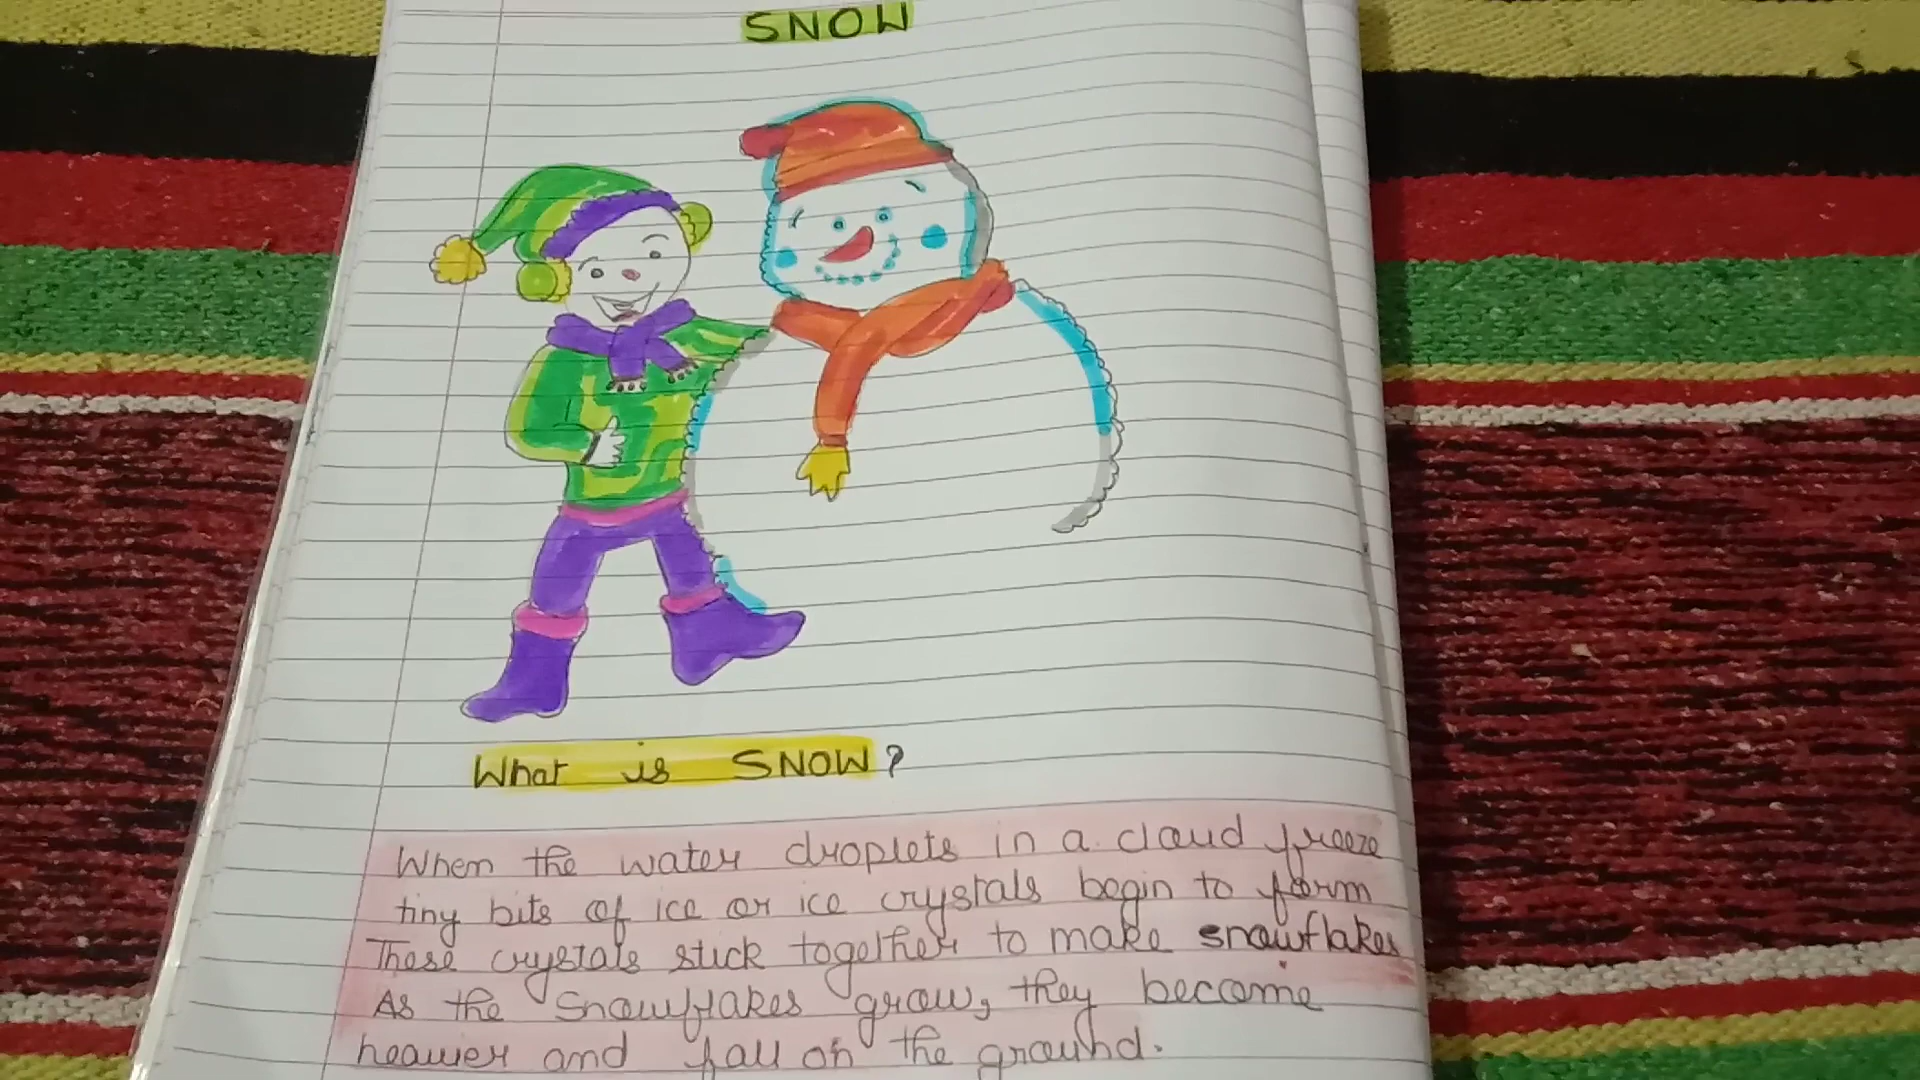 SNOW
What is SNOW?
When the water droplets in a cloud freeze
tiny bits of ice or ice crystals begin to form
These crystals stick together to make snowflakes
As the snowflakes grow, they become
heavier and fall on the ground.